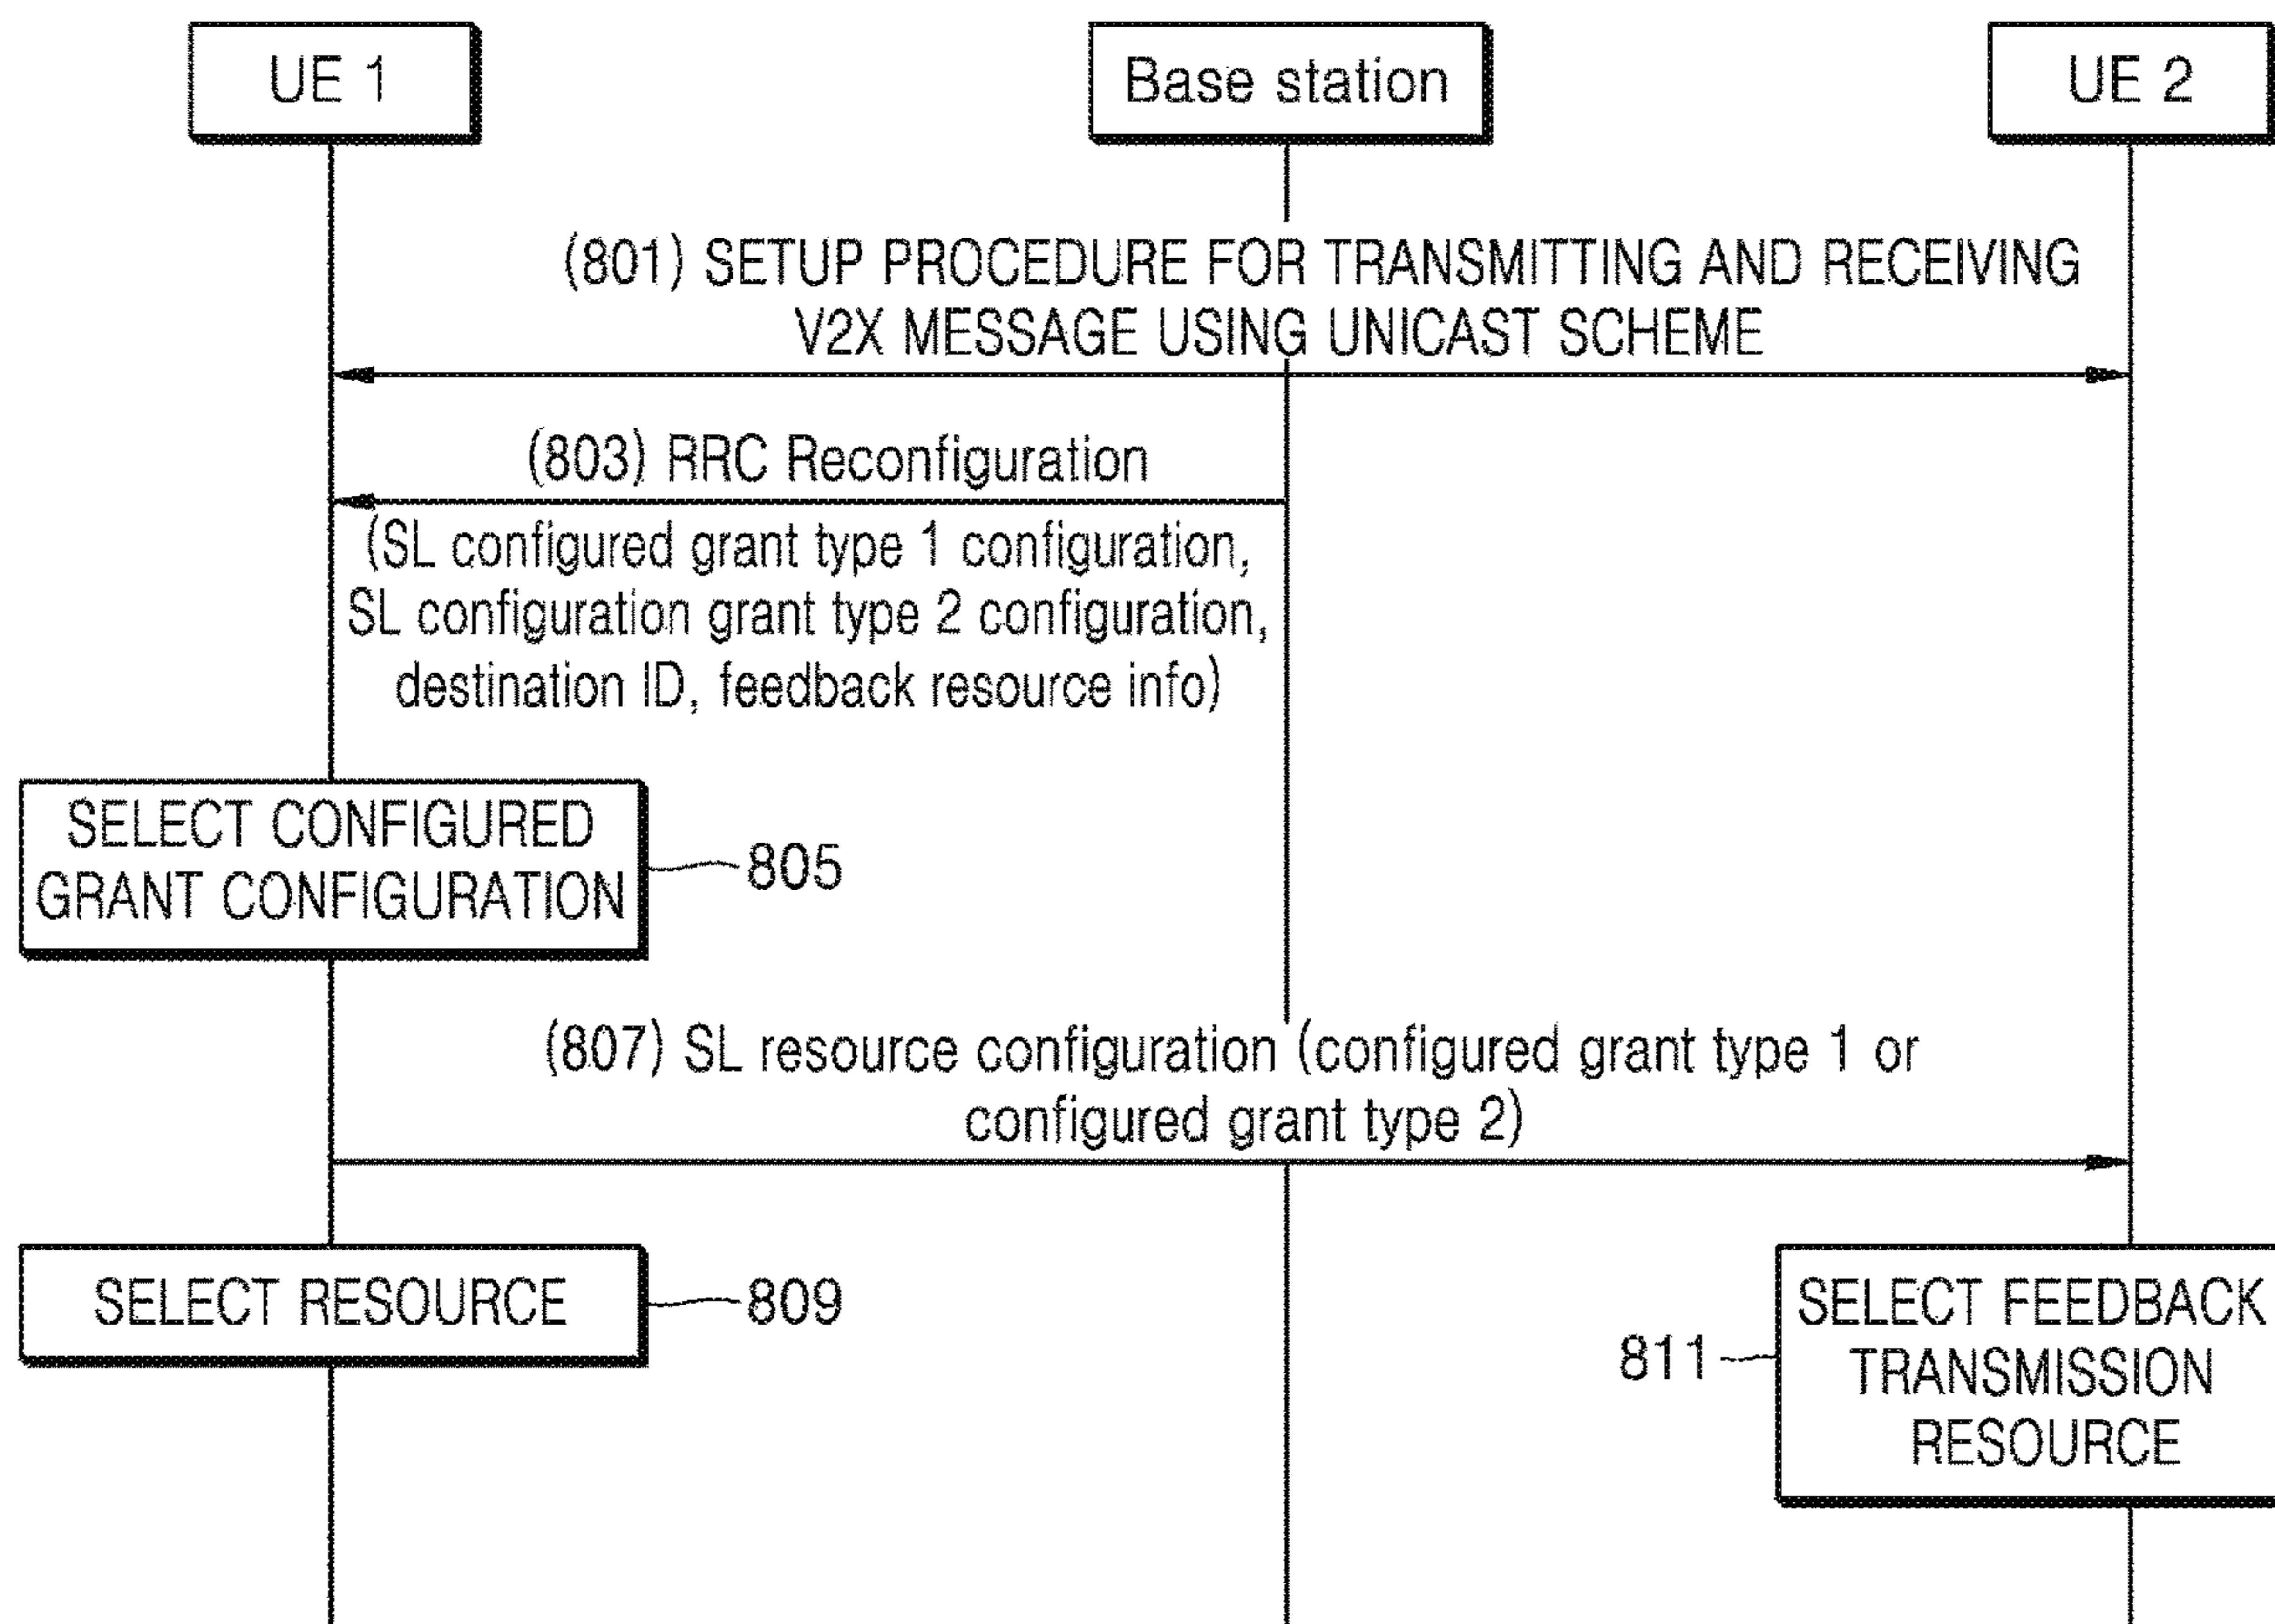 UE 1
Base station
UE 2
(801) SETUP PROCEDURE FOR TRANSMITTING AND RECEIVING
V2X MESSAGE USING UNICAST SCHEME
(803) RRC Reconfiguration
(SL configured grant type 1 configuration,
SL configuration grant type 2 configuration,
destination ID, feedback resource info)
SELECT CONFIGURED
GRANT CONFIGURATION
805
(807) SL resource configuration (configured grant type 1 or
configured grant type 2)
SELECT RESOURCE
809
811
SELECT FEEDBACK
TRANSMISSION
RESOURCE